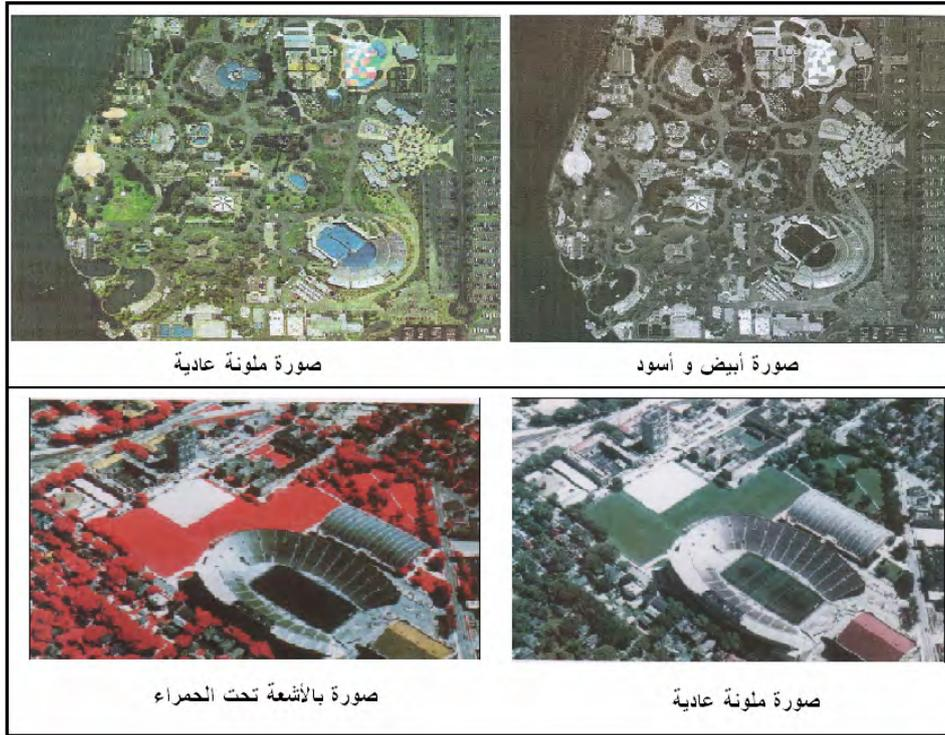 صورة أبيض و أسود
صورة ملونة عادية
صورة ملونة عادية
صورة بالأشعة تحت الحمراء